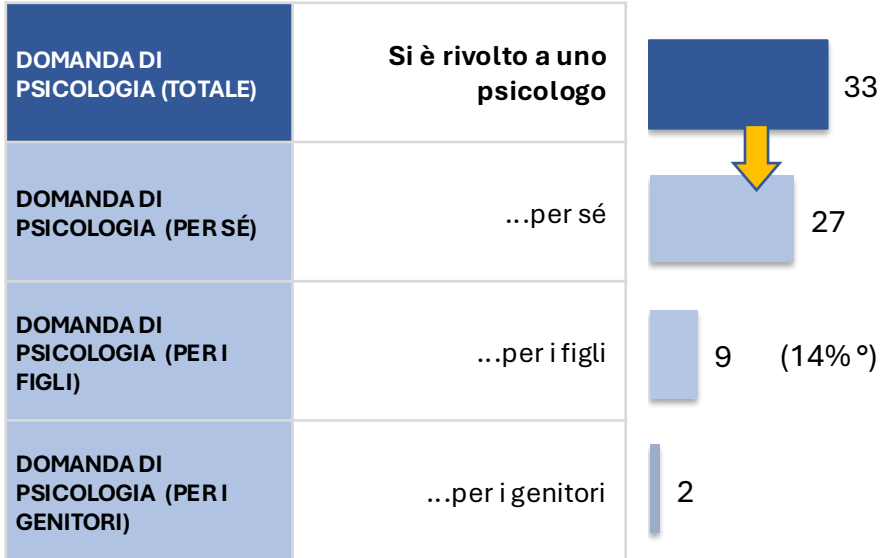 DOMANDA DI
PSICOLOGIA (TOTALE)
Si è rivolto a uno
psicologo
33
DOMANDA DI
PSICOLOGIA (PER SÉ)
...per sé
27
DOMANDA DI
PSICOLOGIA (PER I
FIGLI)
...per i figli
9 (14% °)
DOMANDA DI
PSICOLOGIA (PER I
GENITORI)
...per i genitori
2